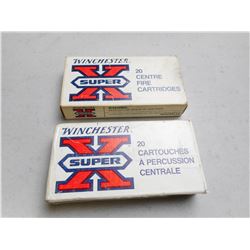 WINCHESTER
SUPER
X
20
CENTRE
FIRE
CARTRIDGES
WINCHESTER
SUPER
X
20
CARTOUCHES
À PERCUSSION
CENTRALE